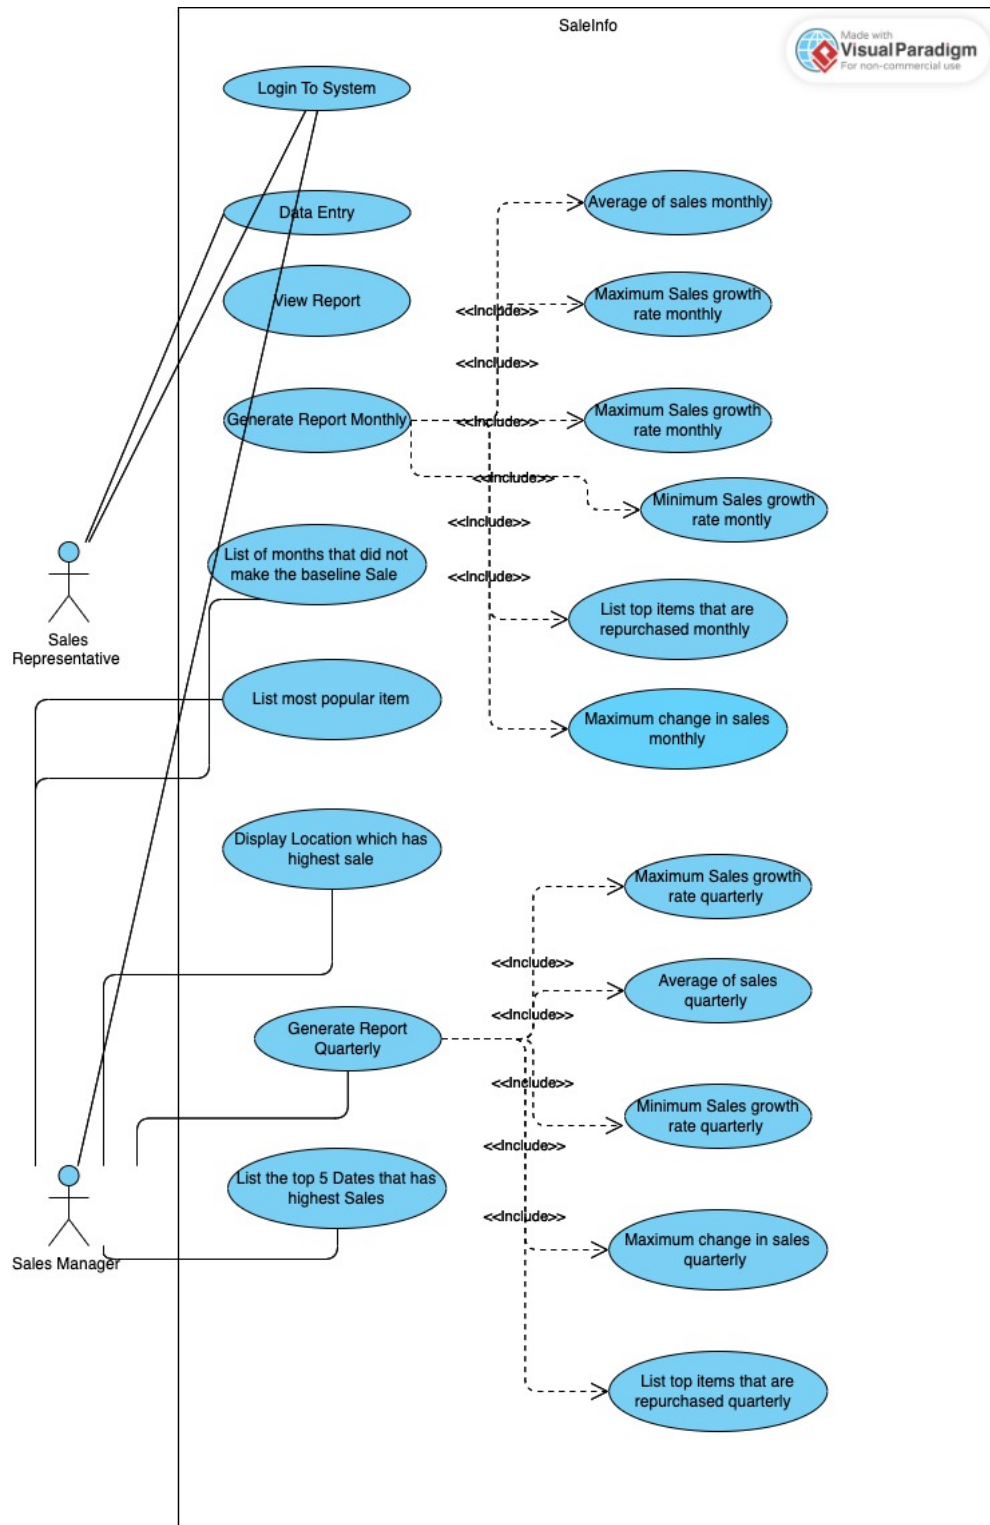 SaleInfo
Made with
Visual Paradigm
For non-commercial use
Login To System
Data Entry
Average of sales monthly
View Report
Maximum Sales growth
rate monthly
<<Include>>
<<Include>>
Generate Report Monthly
<<Include>>
Maximum Sales growth
rate monthly
<<Include>>
Minimum Sales growth
rate montly
<<Include>>
List of months that did not
make the baseline Sale
<<Include>>
Sales
Representative
List top items that are
repurchased monthly
List most popular item
Maximum change in sales
monthly
Display Location which has
highest sale
Maximum Sales growth
rate quarterly
<<Include>>
Average of sales
quarterly
<<Include>>
Generate Report
Quarterly
<<Include>>
Minimum Sales growth
rate quarterly
<<Include>>
List the top 5 Dates that has
highest Sales
<<Include>>
Sales Manager
Maximum change in sales
quarterly
List top items that are
repurchased quarterly